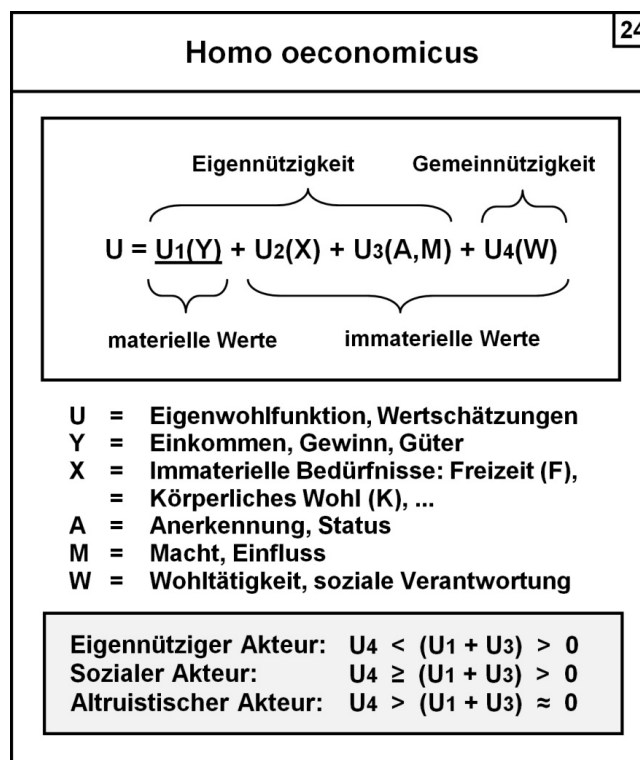 24
Homo oeconomicus
Eigennützigkeit Gemeinnützigkeit
U = U1(Y) + U2(X) + U3(A,M) + U4(W)
materielle Werte immaterielle Werte
U = Eigenwohlfunktion, Wertschätzungen
Y = Einkommen, Gewinn, Güter
X = Immaterielle Bedürfnisse: Freizeit (F),
= Körperliches Wohl (K), ...
A = Anerkennung, Status
M = Macht, Einfluss
W = Wohltätigkeit, soziale Verantwortung
Eigennütziger Akteur: U4 < (U1 + U3) > 0
Sozialer Akteur: U4 ≥ (U1 + U3) > 0
Altruistischer Akteur: U4 > (U1 + U3) ≈ 0